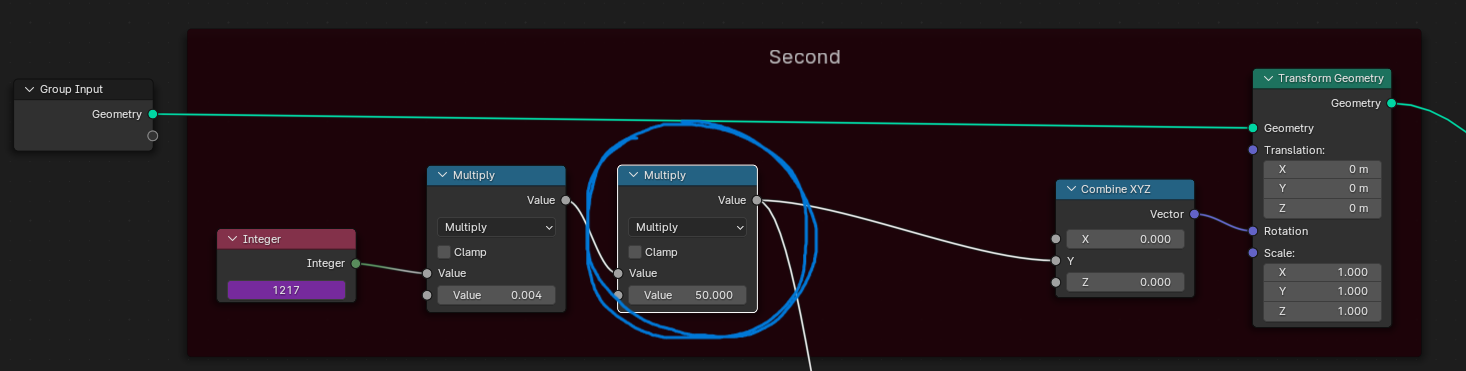 Second
Group Input
Geometry
Integer
Integer
1217
Multiply
Value
Multiply
Clamp
Value
Value 0.004
Multiply
Value
Multiply
Clamp
Value
Value 50.000
Combine XYZ
Vector
X 0.000
Y
Z 0.000
Transform Geometry
Geometry
Geometry
Translation:
X 0 m
Y 0 m
Z 0 m
Rotation
Scale:
X 1.000
Y 1.000
Z 1.000